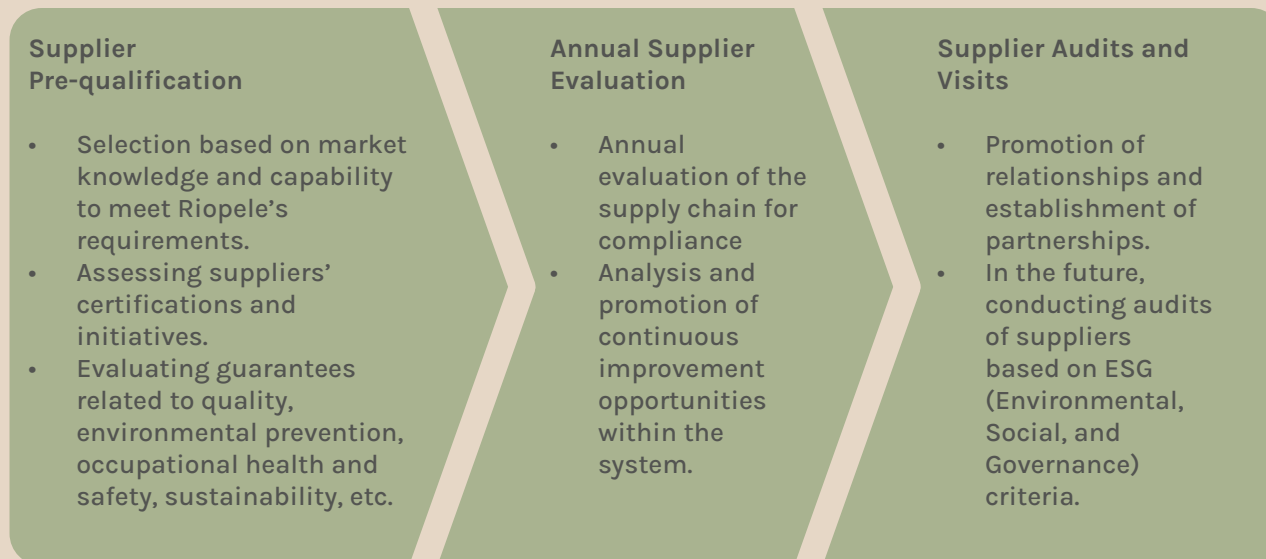 Supplier
Pre-qualification
• Selection based on market
knowledge and capability
to meet Riopele's
requirements.
• Assessing suppliers'
certifications and
initiatives.
• Evaluating guarantees
related to quality,
environmental prevention,
occupational health and
safety, sustainability, etc.
Annual Supplier
Evaluation
• Annual
evaluation of the
supply chain for
compliance
• Analysis and
promotion of
continuous
improvement
opportunities
within the
system.
Supplier Audits and
Visits
• Promotion of
relationships and
establishment of
partnerships.
• In the future,
conducting audits
of suppliers
based on ESG
(Environmental,
Social, and
Governance)
criteria.